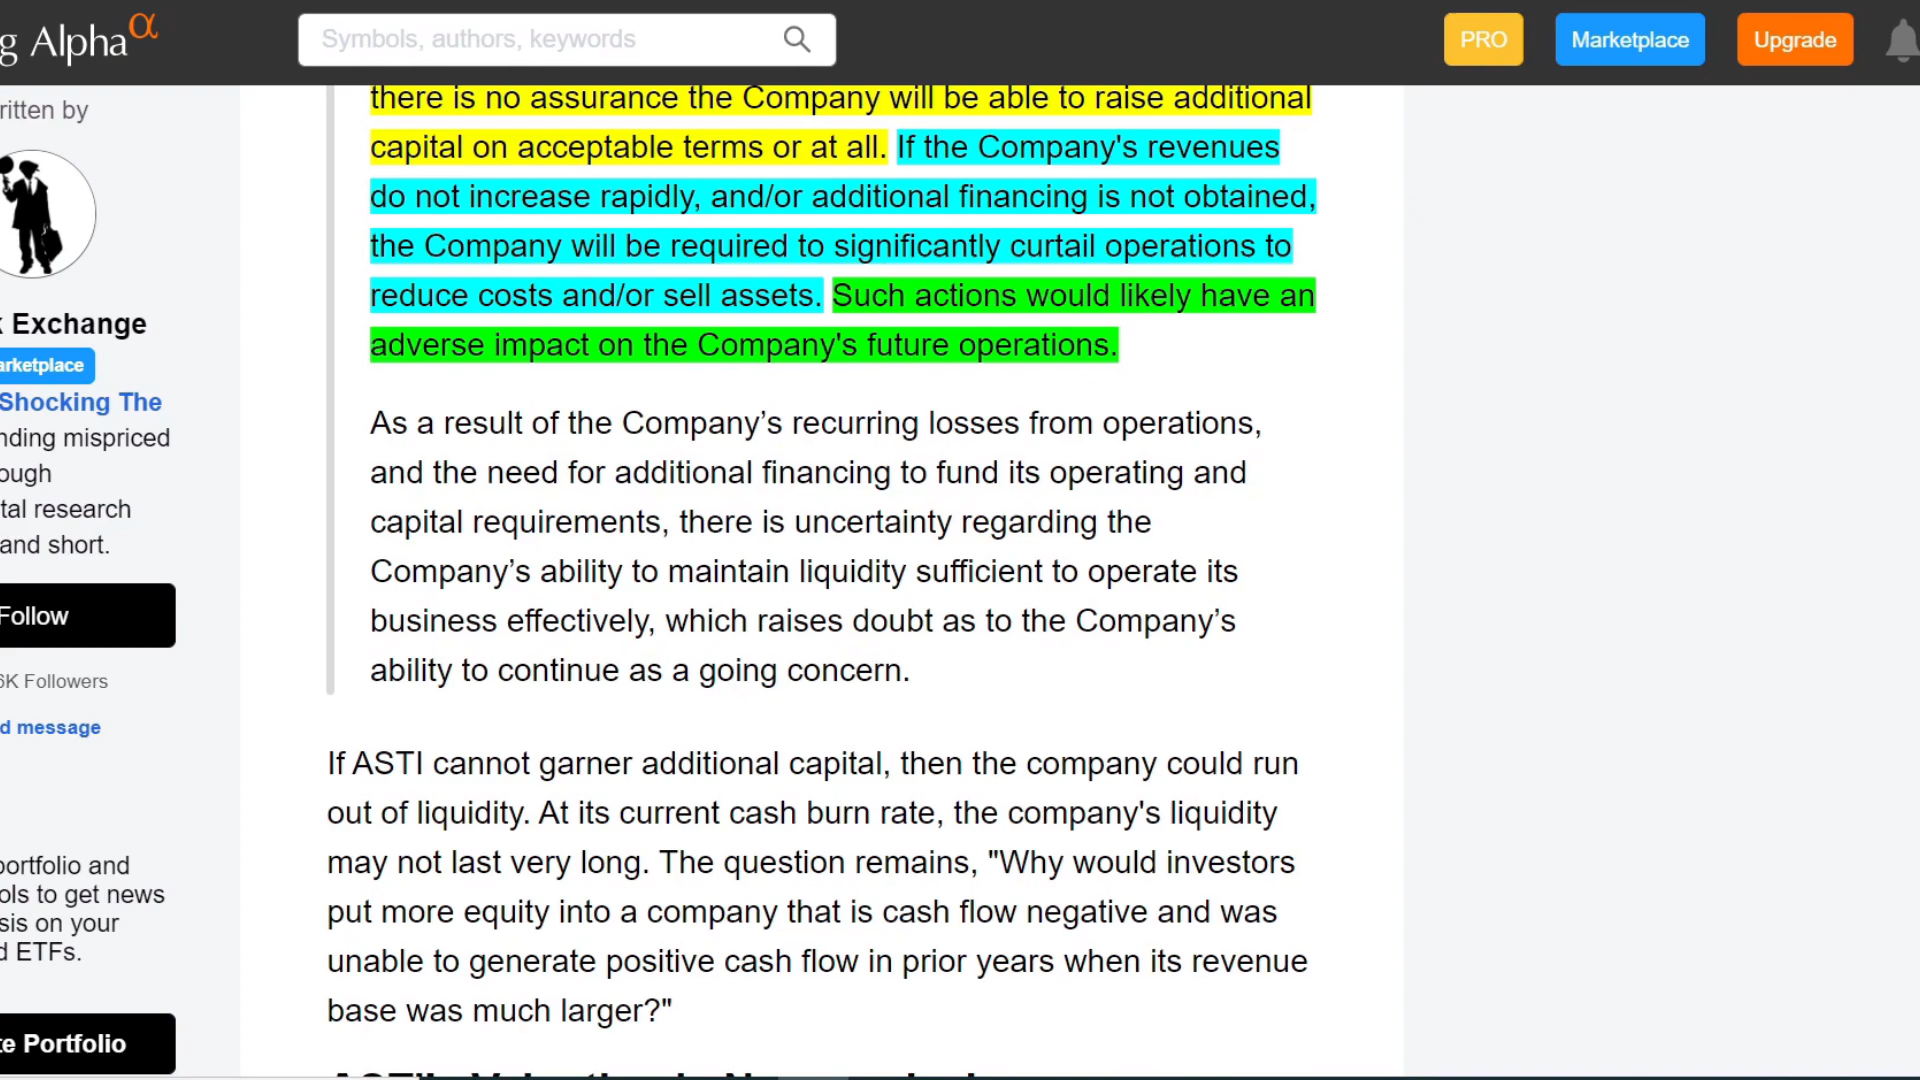 g Alpha α
Symbols, authors, keywords
PRO
Marketplace
Upgrade
ritten by
Exchange
arketplace
Shocking The
nding mispriced
ough
tal research
and short.
Follow
6K Followers
d message
portfolio and
ols to get news
sis on your
d ETFs.
te Portfolio
there is no assurance the Company will be able to raise additional
capital on acceptable terms or at all. If the Company's revenues
do not increase rapidly, and/or additional financing is not obtained,
the Company will be required to significantly curtail operations to
reduce costs and/or sell assets. Such actions would likely have an
adverse impact on the Company's future operations.
As a result of the Company’s recurring losses from operations,
and the need for additional financing to fund its operating and
capital requirements, there is uncertainty regarding the
Company’s ability to maintain liquidity sufficient to operate its
business effectively, which raises doubt as to the Company’s
ability to continue as a going concern.
If ASTI cannot garner additional capital, then the company could run
out of liquidity. At its current cash burn rate, the company's liquidity
may not last very long. The question remains, "Why would investors
put more equity into a company that is cash flow negative and was
unable to generate positive cash flow in prior years when its revenue
base was much larger?"